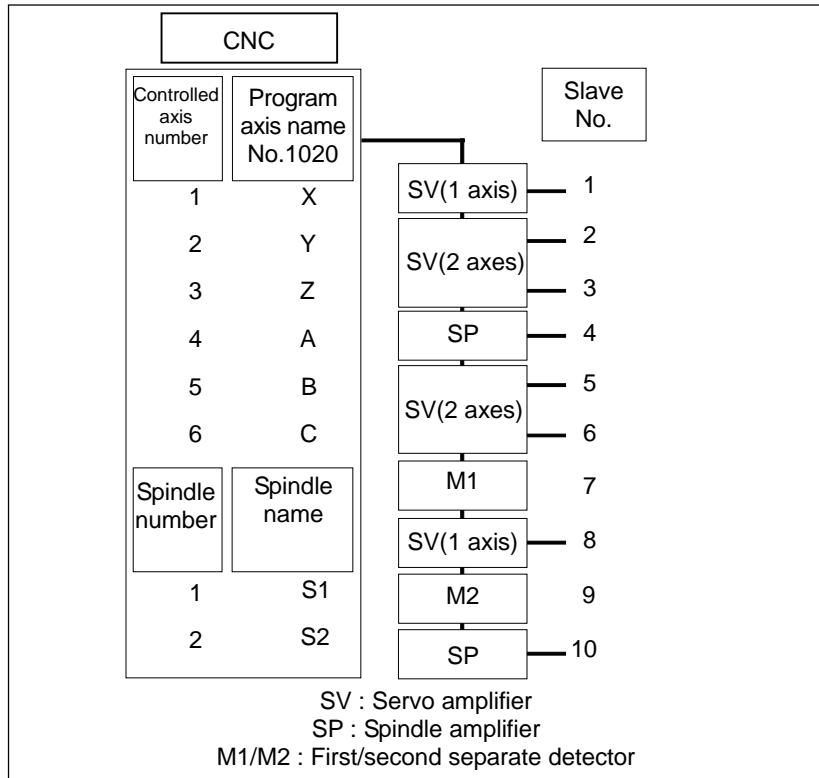 CNC
Controlled
axis
number
Program
axis name
No.1020
1 X
2 Y
3 Z
4 A
5 B
6 C
Spindle
number
Spindle
name
1 S1
2 S2
Slave
No.
SV(1 axis) 1
SV(2 axes) 2
3
SP 4
SV(2 axes) 5
6
M1 7
SV(1 axis) 8
M2 9
SP 10
SV : Servo amplifier
SP : Spindle amplifier
M1/M2 : First/second separate detector